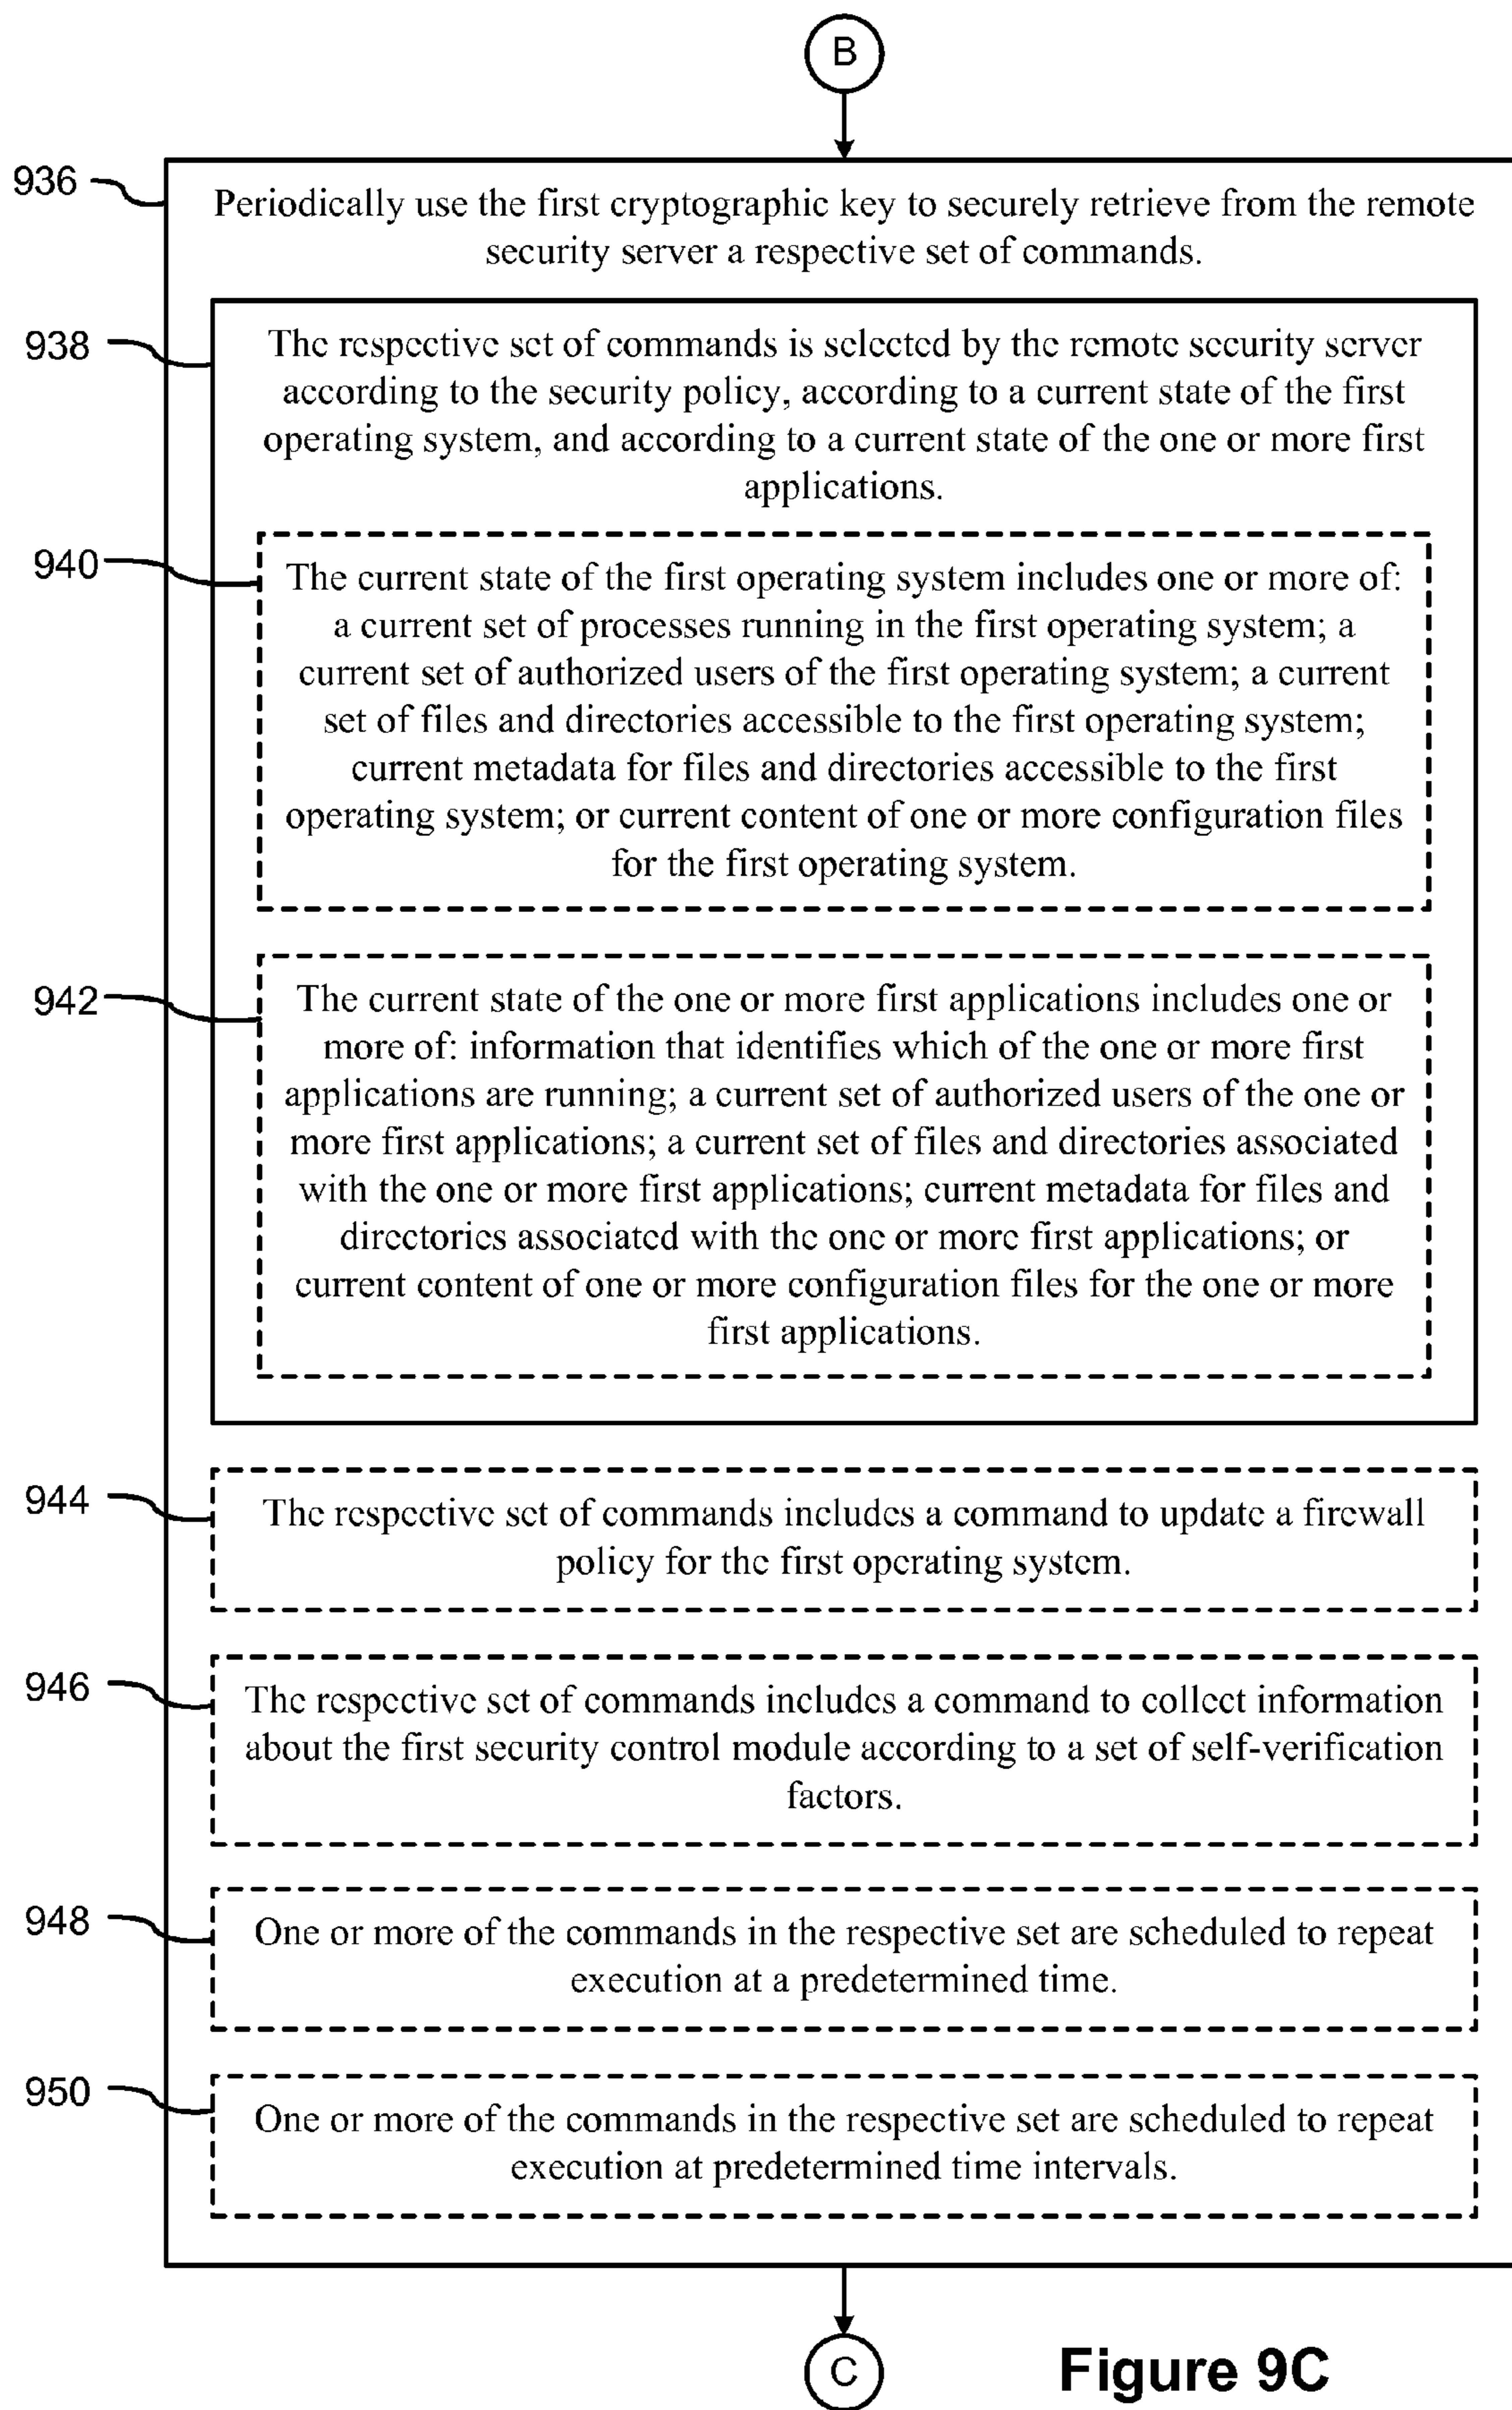 B
936
Periodically use the first cryptographic key to securely retrieve from the remote
security server a respective set of commands.
938
The respective set of commands is selected by the remote security server
according to the security policy, according to a current state of the first
operating system, and according to a current state of the one or more first
applications.
940
The current state of the first operating system includes one or more of:
a current set of processes running in the first operating system; a
current set of authorized users of the first operating system; a current
set of files and directories accessible to the first operating system;
current metadata for files and directories accessible to the first
operating system; or current content of one or more configuration files
for the first operating system.
942
The current state of the one or more first applications includes one or
more of: information that identifies which of the one or more first
applications are running; a current set of authorized users of the one or
more first applications; a current set of files and directories associated
with the one or more first applications; current metadata for files and
directories associated with the one or more first applications; or
current content of one or more configuration files for the one or more
first applications.
944
The respective set of commands includes a command to update a firewall
policy for the first operating system.
946
The respective set of commands includes a command to collect information
about the first security control module according to a set of self-verification
factors.
948
One or more of the commands in the respective set are scheduled to repeat
execution at a predetermined time.
950
One or more of the commands in the respective set are scheduled to repeat
execution at predetermined time intervals.
C
Figure 9C